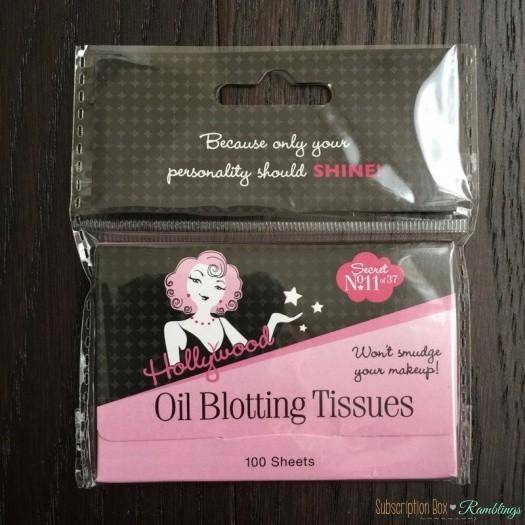 Because only your
personality should SHINE!
Secret
No.11 of 37
Hollywood
Won't smudge
your makeup!
Oil Blotting Tissues
100 Sheets
Subscription Box Ramblings